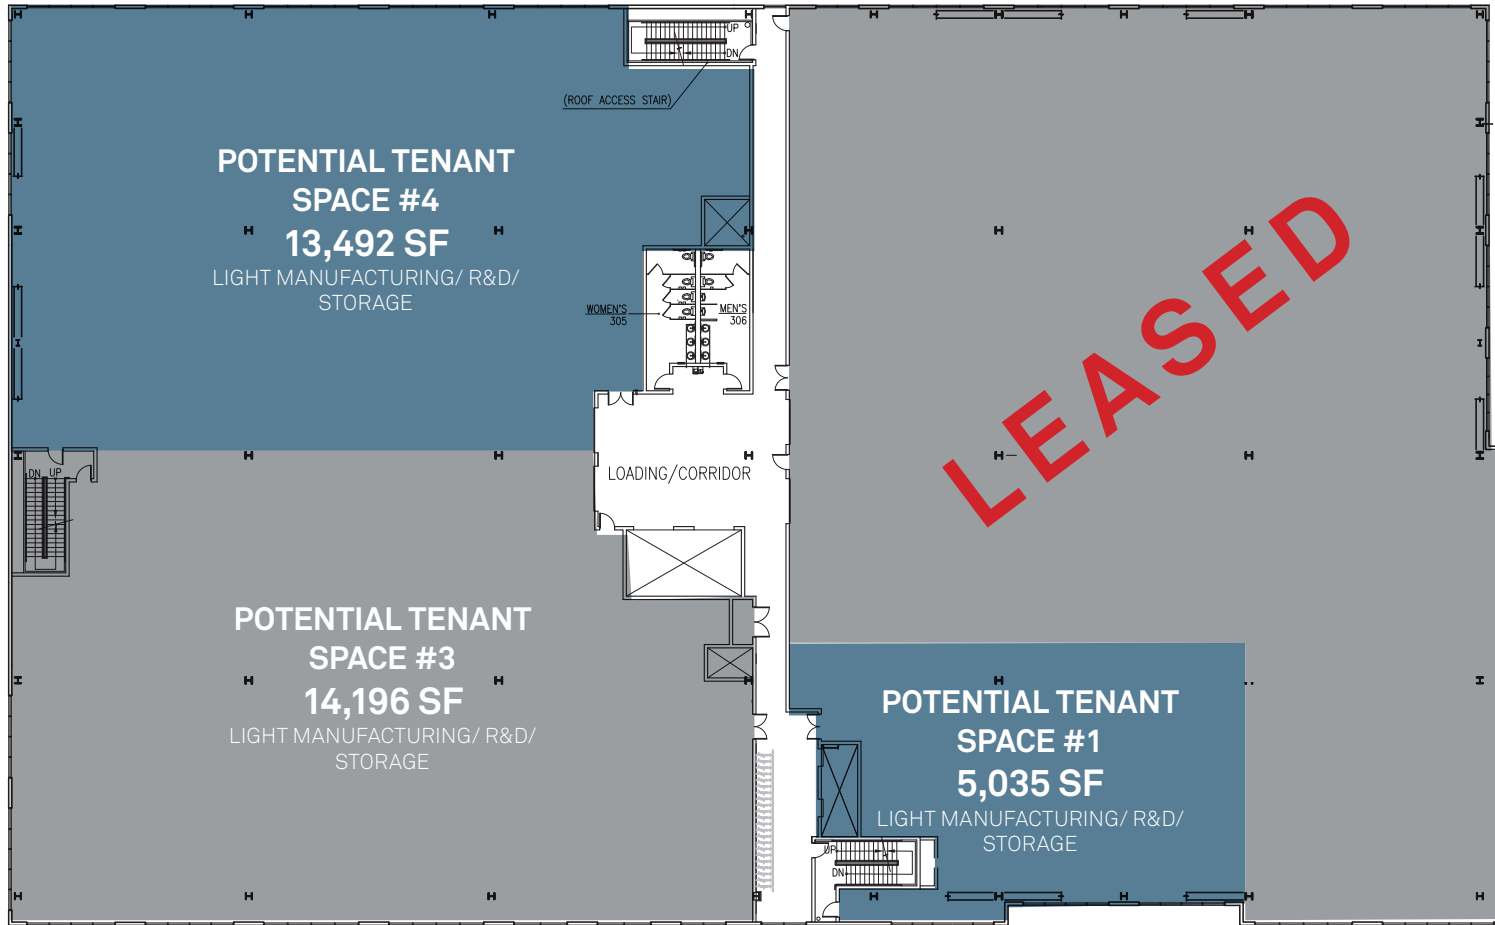 UP
DN
(ROOF ACCESS STAIR)
POTENTIAL TENANT
SPACE #4
13,492 SF
LIGHT MANUFACTURING/ R&D/
STORAGE
WOMEN'S
305
MEN'S
306
LEASED
LOADING/CORRIDOR
DN UP
POTENTIAL TENANT
SPACE #3
14,196 SF
LIGHT MANUFACTURING/ R&D/
STORAGE
POTENTIAL TENANT
SPACE #1
5,035 SF
LIGHT MANUFACTURING/ R&D/
STORAGE
UP
DN